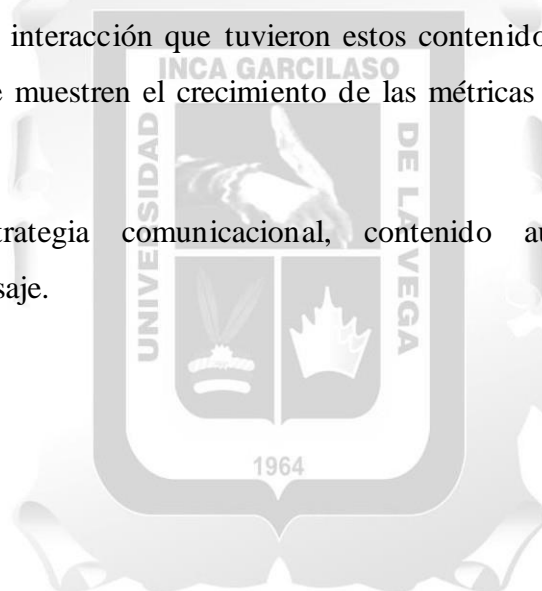 interacción que tuvieron estos contenido
INCA GARCILASO
muestren el crecimiento de las métricas
UNIVERSIDAD
DE LA VEGA
trategia comunicacional, contenido au
saje.
1964